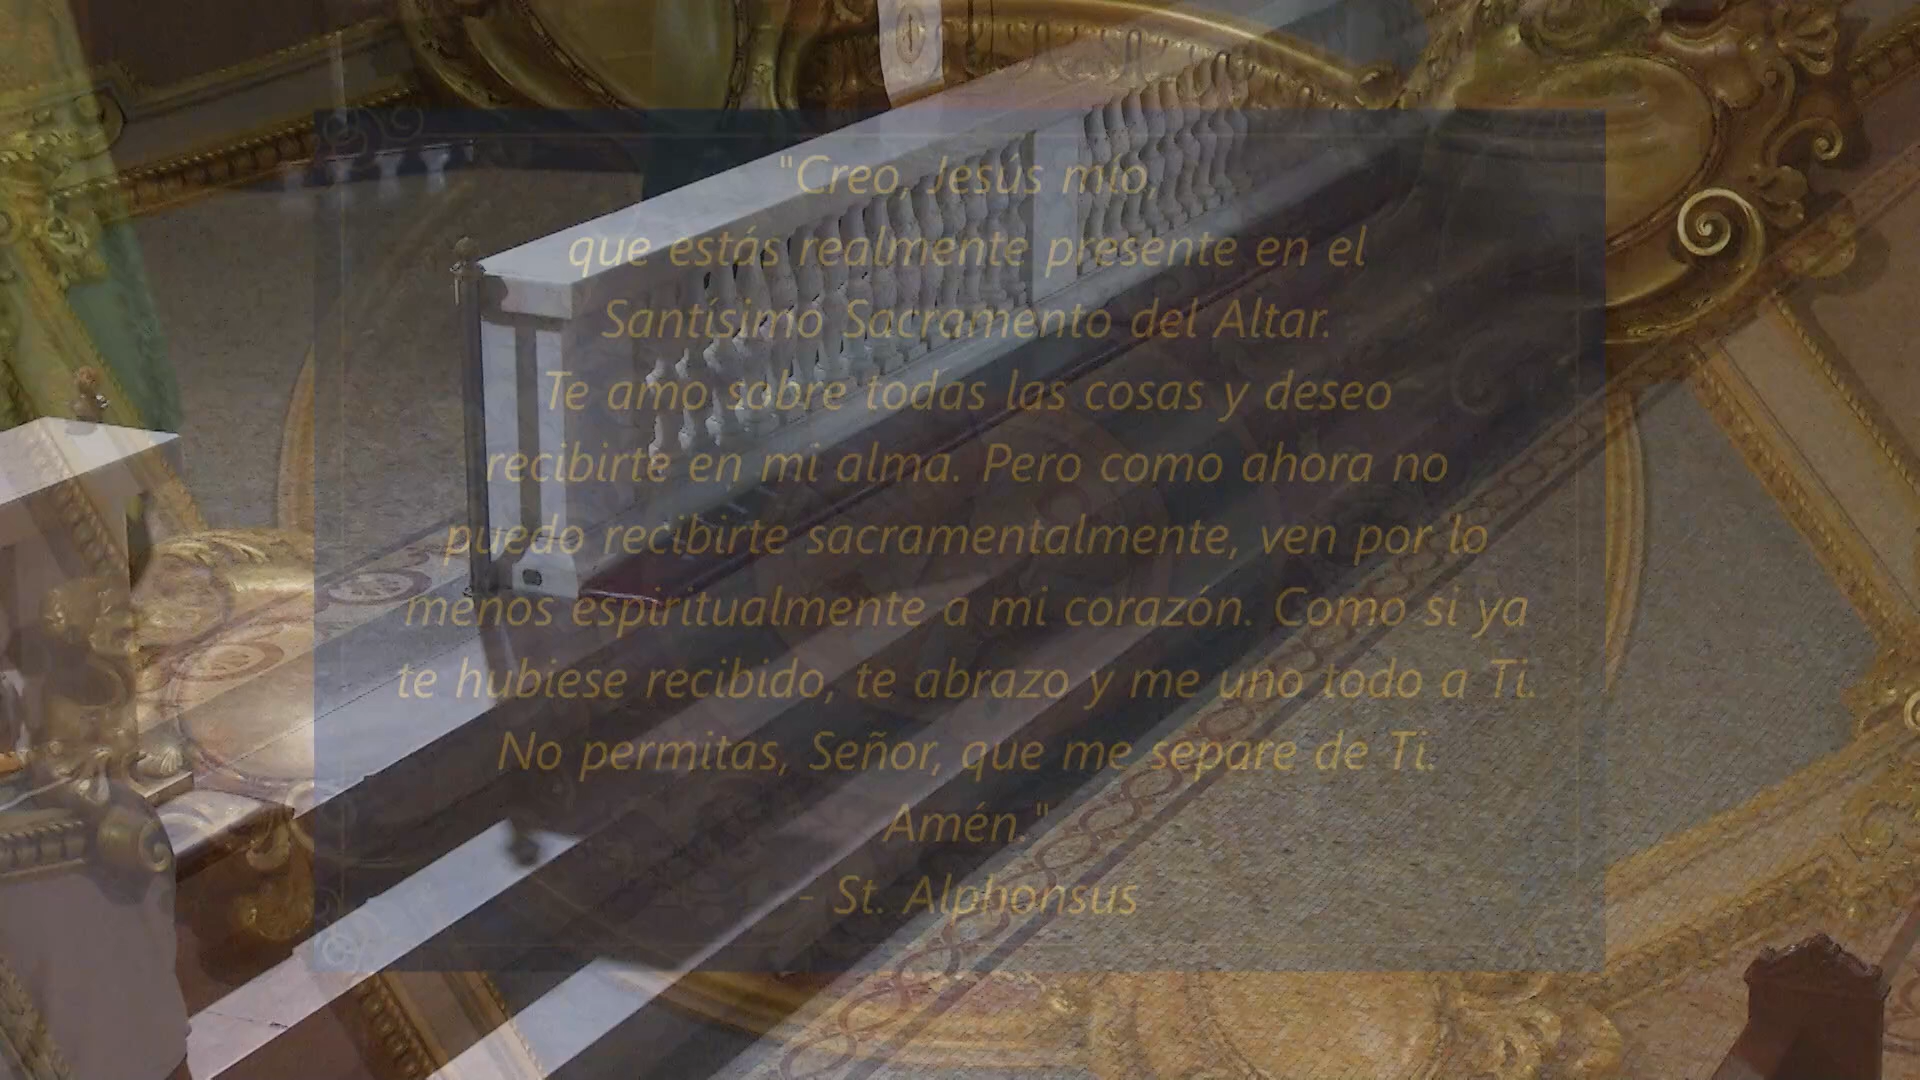 "Creo, Jesús mío,
que estás realmente presente en el
Santísimo Sacramento del Altar.
Te amo sobre todas las cosas y deseo
recibirte en mi alma. Pero como ahora no
puedo recibirte sacramentalmente, ven por lo
menos espiritualmente a mi corazón. Como si ya
te hubiese recibido, te abrazo y me uno todo a Ti.
No permitas, Señor, que me separe de Ti.
Amén."
- St. Alphonsus